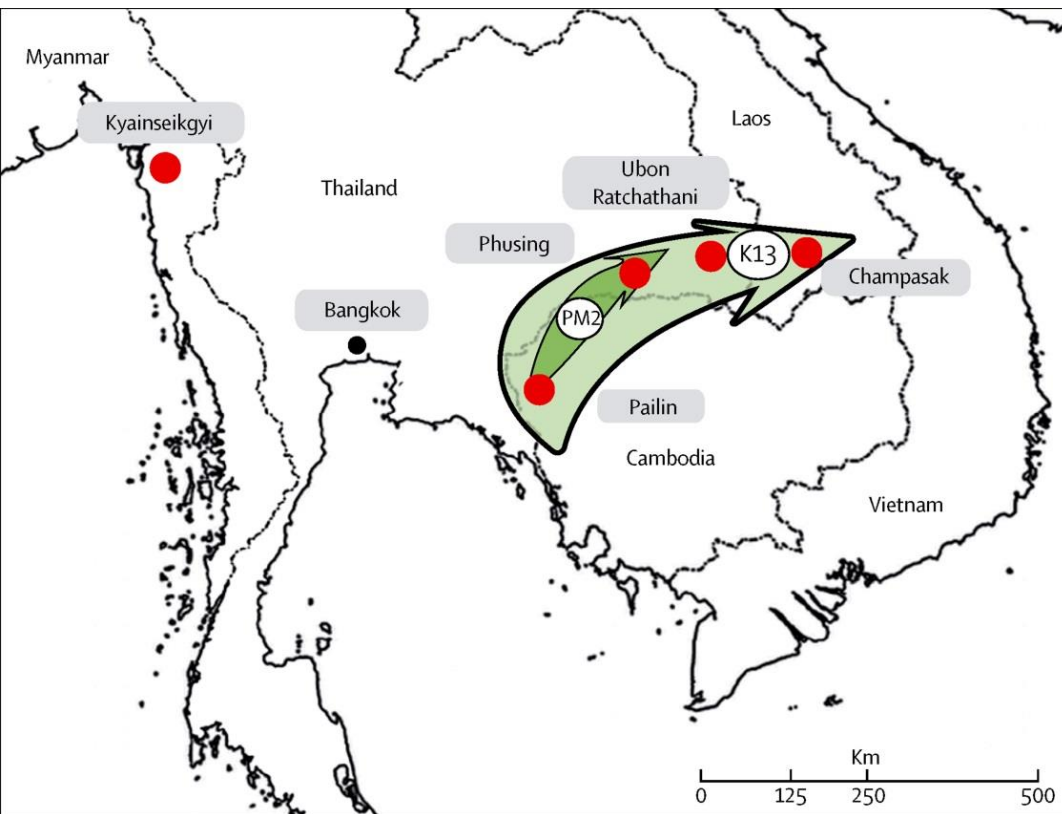 Myanmar
Kyainseikgyi
Laos
Thailand
Ubon
Ratchathani
Phusing
K13
Champasak
Bangkok
PM2
Pailin
Cambodia
Vietnam
Km
0 125 250 500